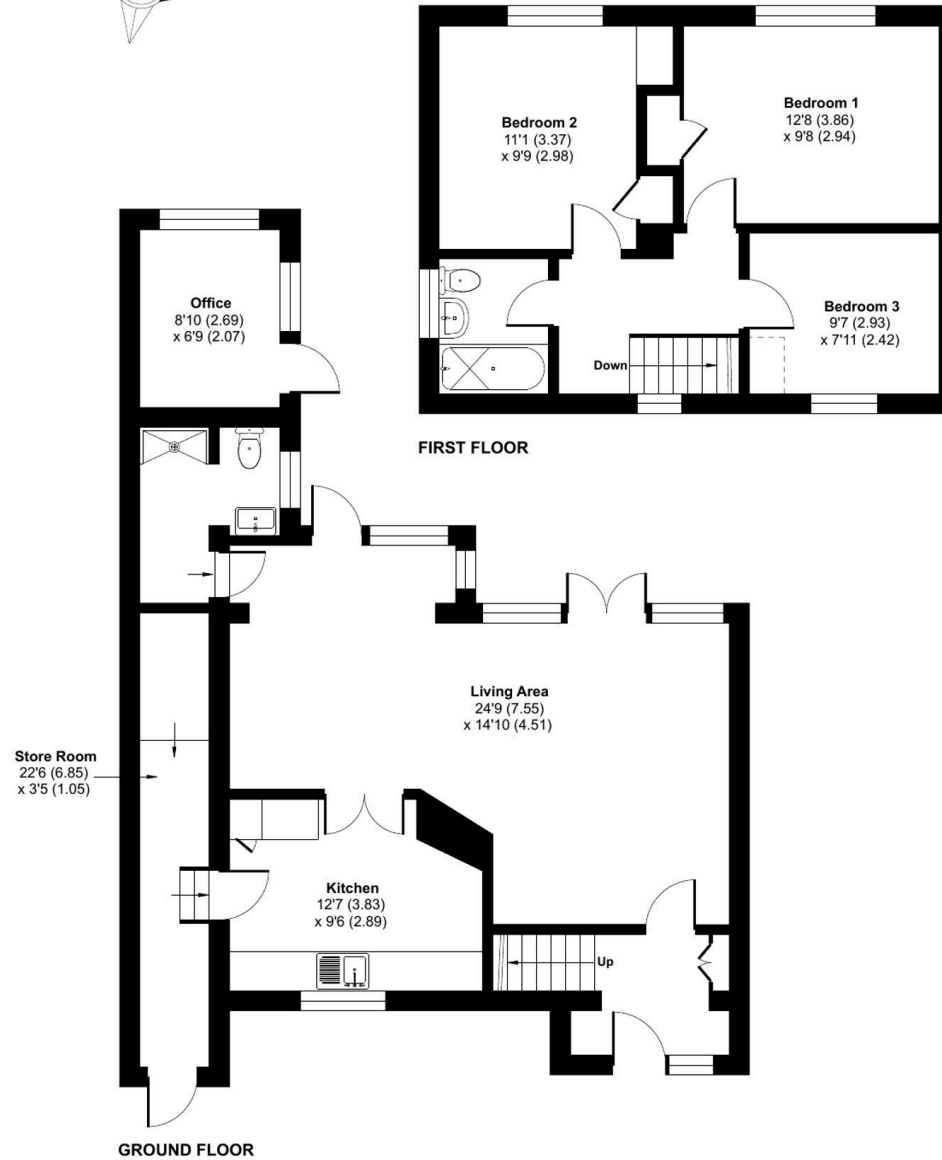 Bedroom 2
11'1 (3.37)
x 9'9 (2.98)
Bedroom 1
12'8 (3.86)
x 9'8 (2.94)
Bedroom 3
9'7 (2.93)
x 7'11 (2.42)
Down
FIRST FLOOR
Office
8'10 (2.69)
x 6'9 (2.07)
Living Area
24'9 (7.55)
x 14'10 (4.51)
Store Room
22'6 (6.85)
x 3'5 (1.05)
Kitchen
12'7 (3.83)
x 9'6 (2.89)
Up
GROUND FLOOR